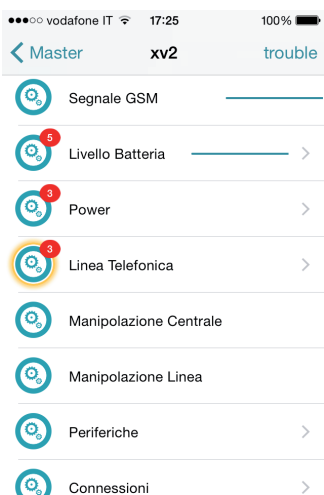 vodafone IT 17:25 100%
Master xv2 trouble
Segnale GSM
5
Livello Batteria
3
Power
3
Linea Telefonica
Manipolazione Centrale
Manipolazione Linea
Periferiche
Connessioni